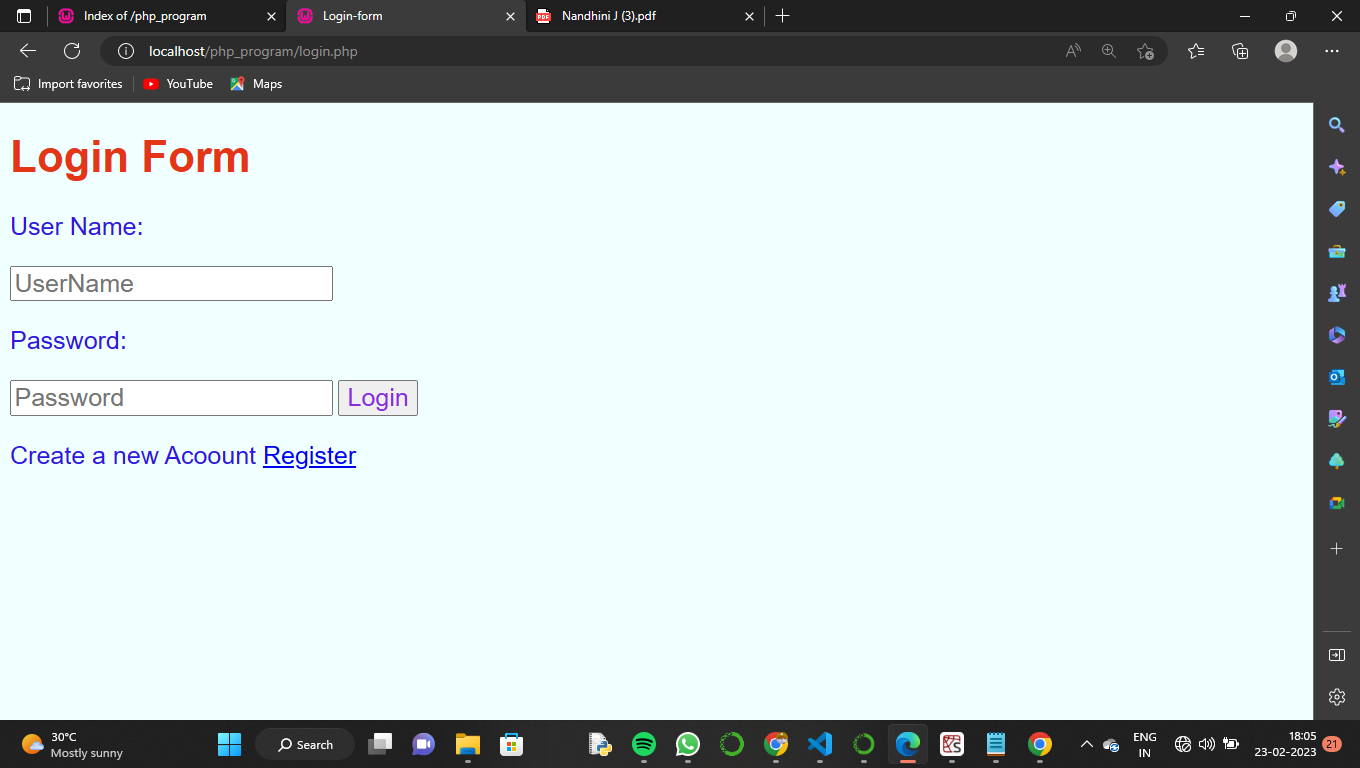 Index of /php_program
Login-form
Nandhini J (3).pdf
localhost/php_program/login.php
Import favorites
YouTube
Maps
Login Form
User Name:
UserName
Password:
Password
Login
Create a new Acoount Register
30°C
Mostly sunny
Search
ENG
IN
18:05
23-02-2023
21